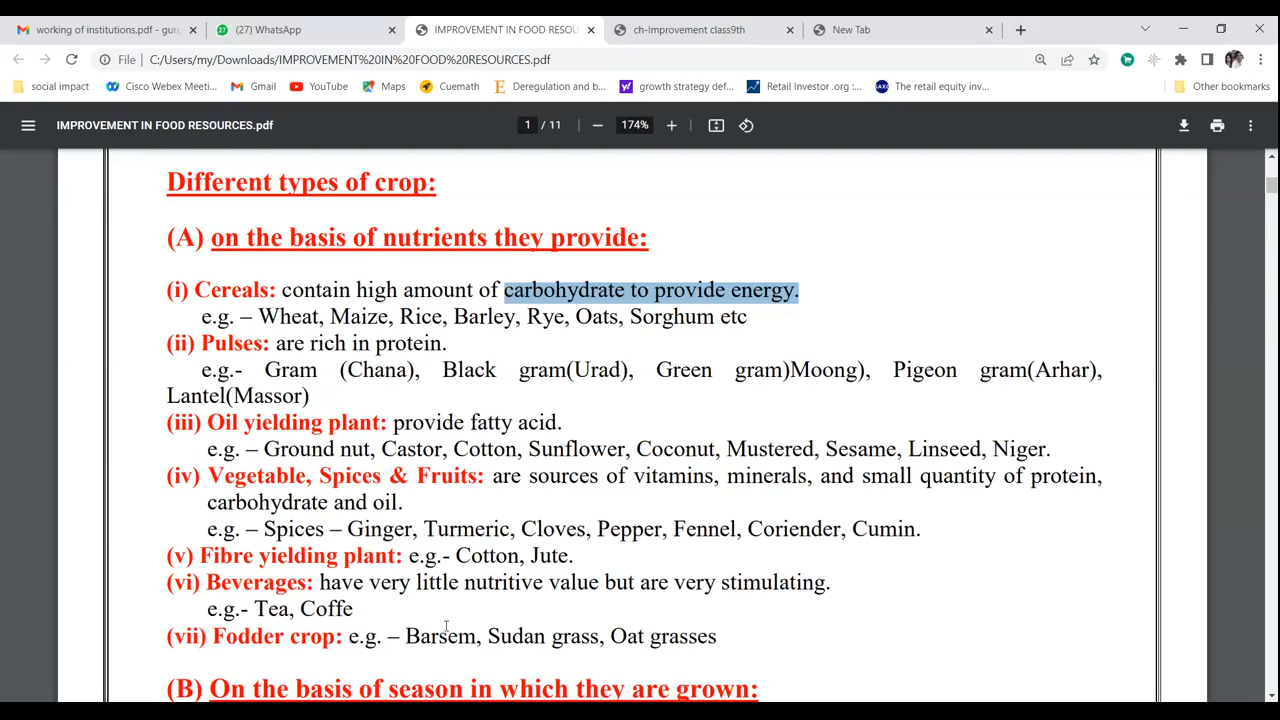 working of institutions.pdf - guru
(27) WhatsApp
IMPROVEMENT IN FOOD RESOU
ch-Improvement class9th
New Tab
File
C:/Users/my/Downloads/IMPROVEMENT%20IN%20FOOD%20RESOURCES.pdf
social impact
Cisco Webex Meeti...
Gmail
YouTube
Maps
Cuemath
Deregulation and b...
growth strategy def...
Retail Investor .org :...
The retail equity inv...
Other bookmarks
IMPROVEMENT IN FOOD RESOURCES.pdf
1 / 11
174%
Different types of crop:
(A) on the basis of nutrients they provide:
(i) Cereals: contain high amount of carbohydrate to provide energy.
e.g. – Wheat, Maize, Rice, Barley, Rye, Oats, Sorghum etc
(ii) Pulses: are rich in protein.
e.g.- Gram (Chana), Black gram(Urad), Green gram)Moong), Pigeon gram(Arhar),
Lantel(Massor)
(iii) Oil yielding plant: provide fatty acid.
e.g. – Ground nut, Castor, Cotton, Sunflower, Coconut, Mustered, Sesame, Linseed, Niger.
(iv) Vegetable, Spices & Fruits: are sources of vitamins, minerals, and small quantity of protein,
carbohydrate and oil.
e.g. – Spices – Ginger, Turmeric, Cloves, Pepper, Fennel, Coriender, Cumin.
(v) Fibre yielding plant: e.g.- Cotton, Jute.
(vi) Beverages: have very little nutritive value but are very stimulating.
e.g.- Tea, Coffe
(vii) Fodder crop: e.g. – Barsem, Sudan grass, Oat grasses
(B) On the basis of season in which they are grown: